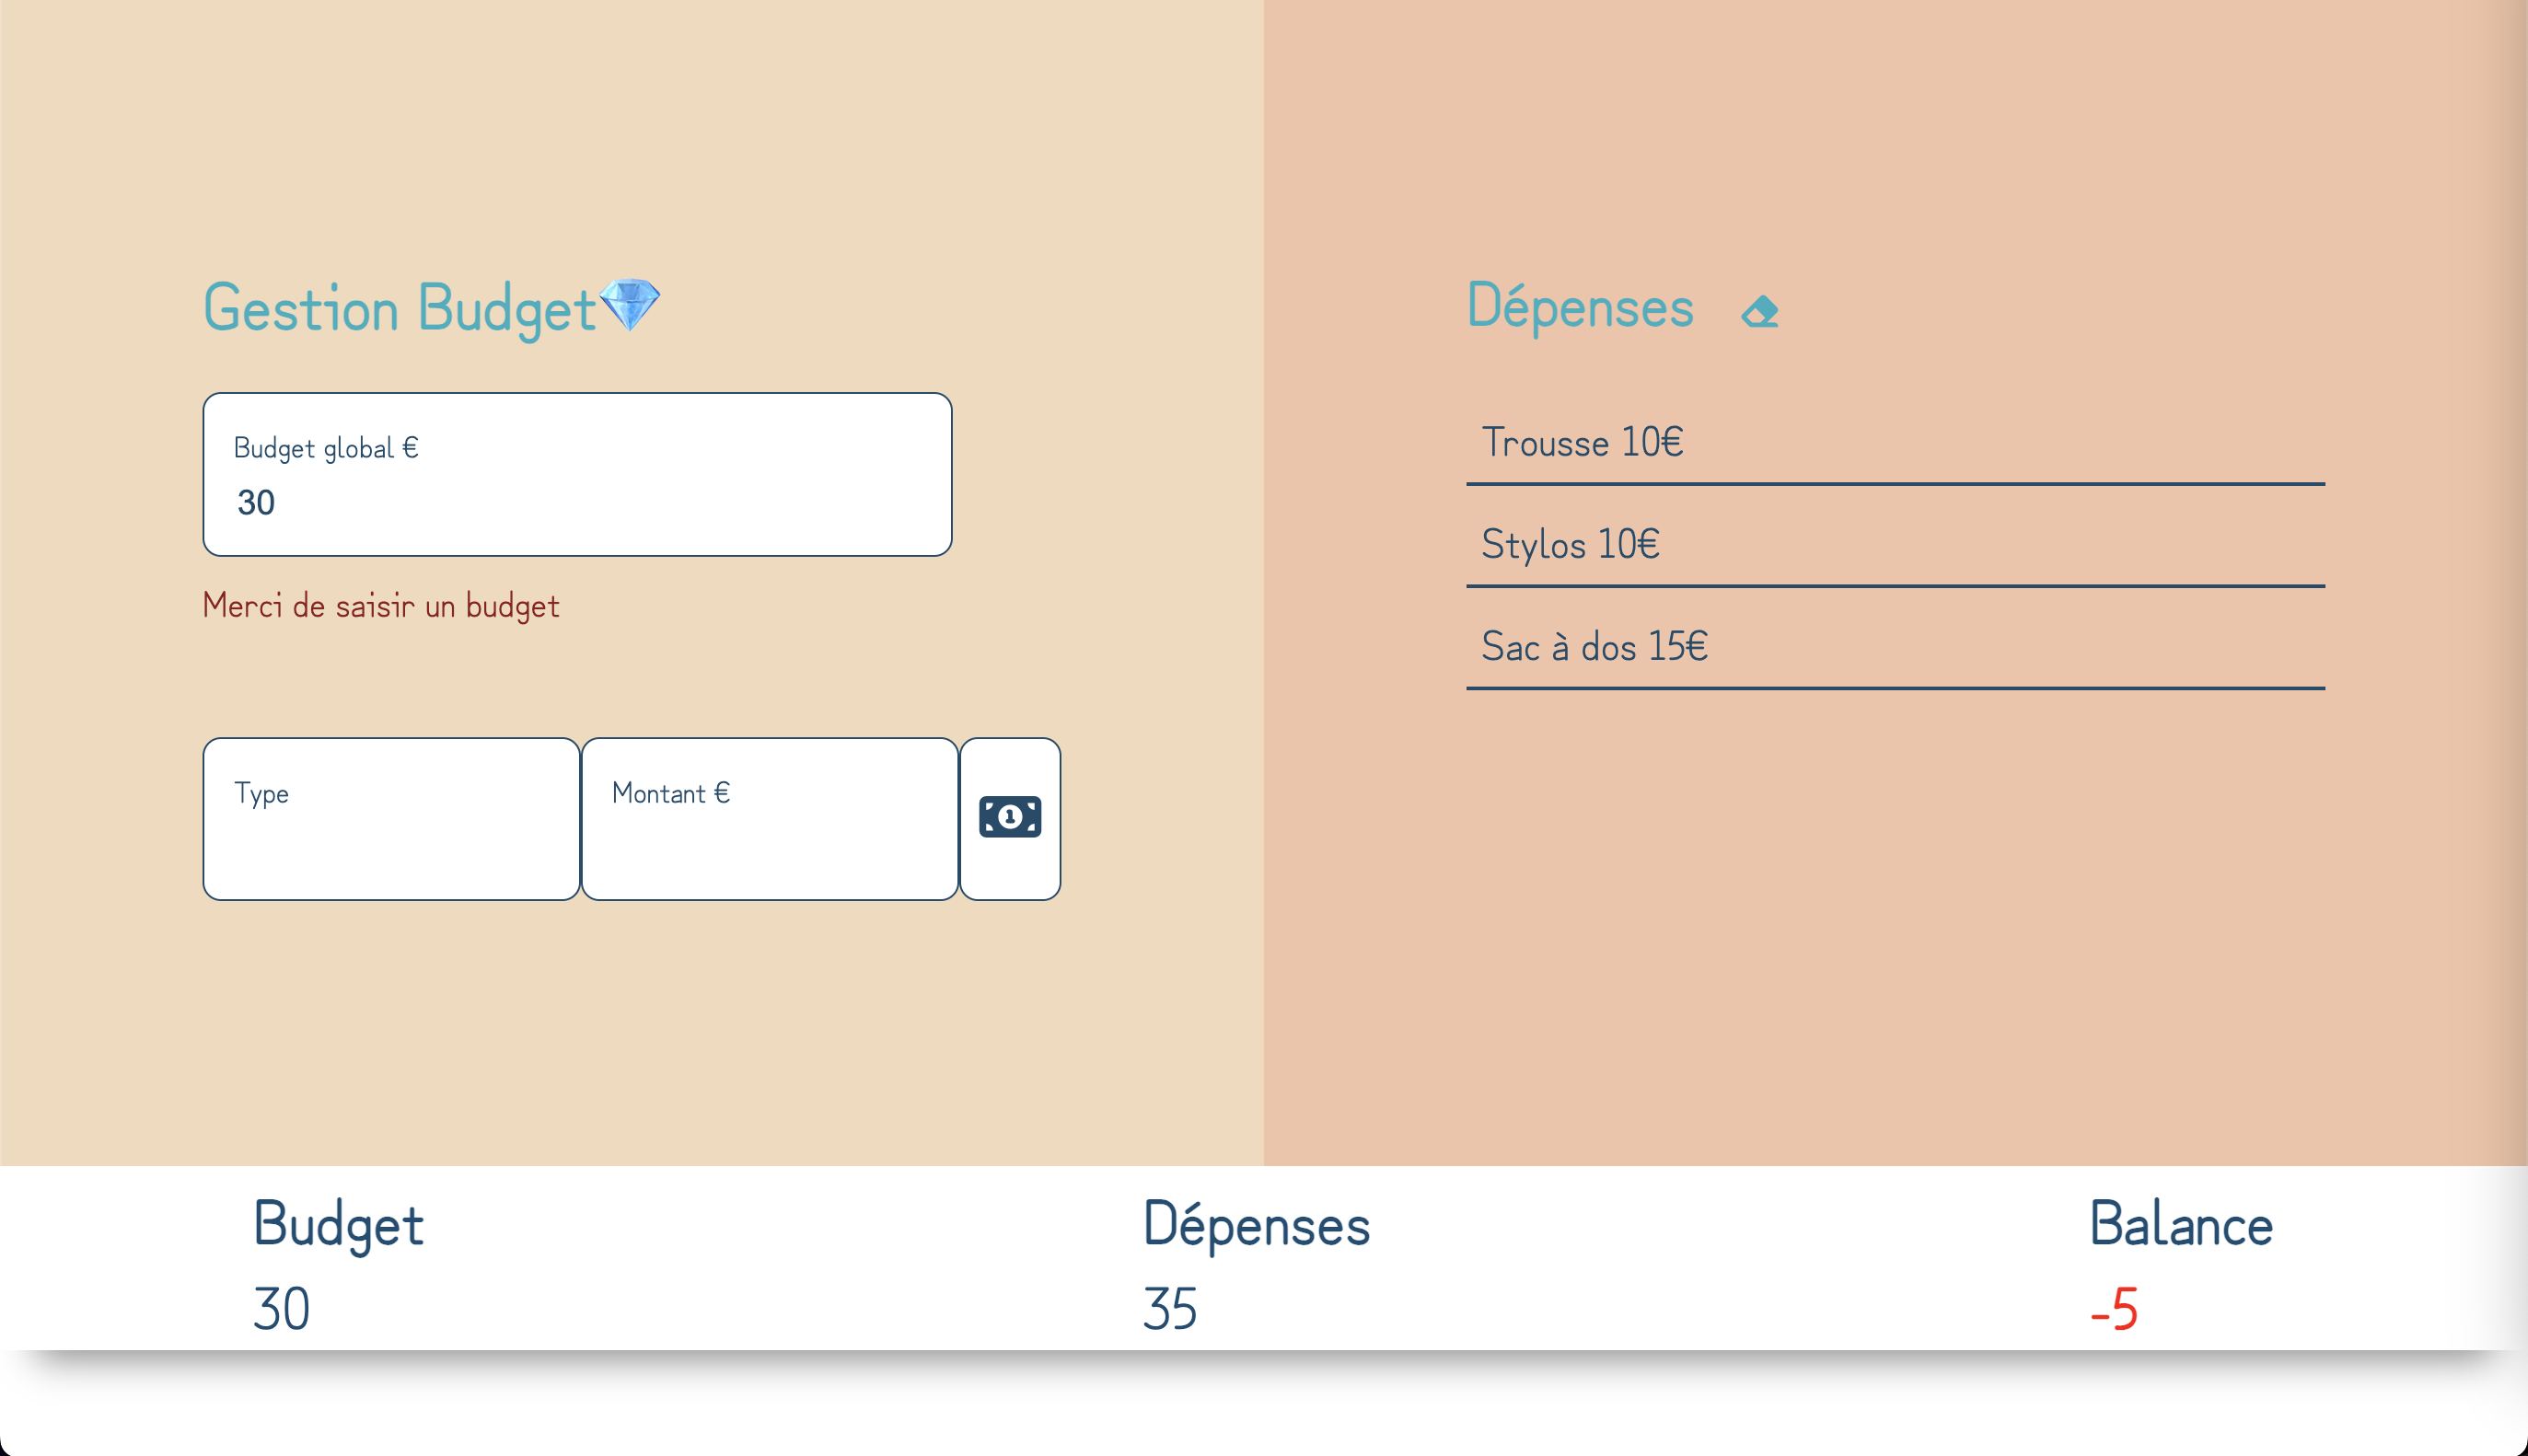 Gestion Budget💎
Budget global €
30
Merci de saisir un budget
Type
Montant €
1
Dépenses
Trousse 10€
Stylos 10€
Sac à dos 15€
Budget
30
Dépenses
35
Balance
-5